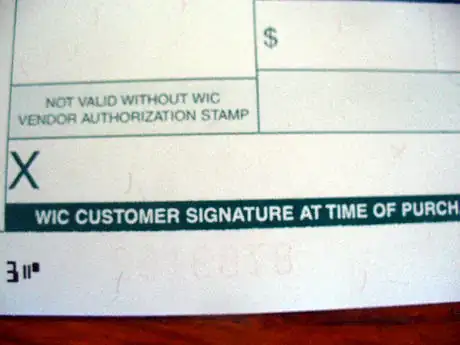 $
NOT VALID WITHOUT WIC
VENDOR AUTHORIZATION STAMP
X
WIC CUSTOMER SIGNATURE AT TIME OF PURCH